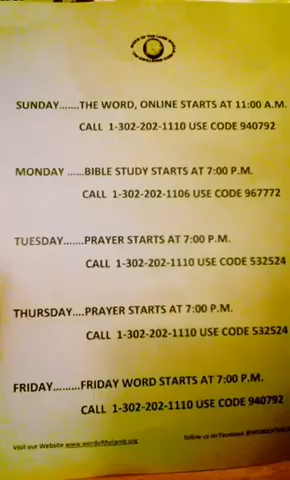 SUNDAY.......THE WORD, ONLINE STARTS AT 11:00 A.M.
CALL 1-302-202-1110 USE CODE 940792
MONDAY ......BIBLE STUDY STARTS AT 7:00 P.M.
CALL 1-302-202-1106 USE CODE 967772
TUESDAY.......PRAYER STARTS AT 7:00 P.M.
CALL 1-302-202-1110 USE CODE 532524
THURSDAY....PRAYER STARTS AT 7:00 P.M.
CALL 1-302-202-1110 USE CODE 532524
FRIDAY.........FRIDAY WORD STARTS AT 7:00 P.M.
CALL 1-302-202-1110 USE CODE 940792
Visit our Website www.wordofthelamb.org
follow us on Facebook